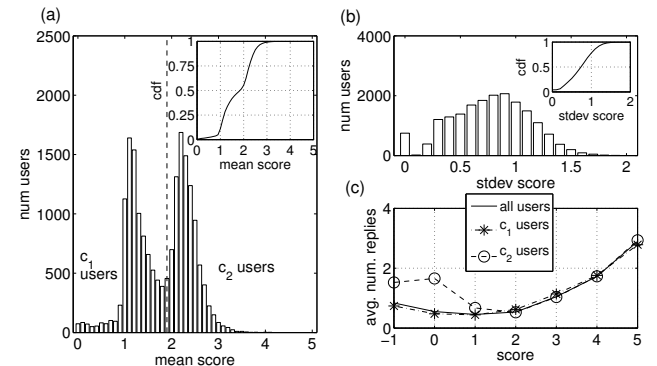 (a)
2500
2000
1500
1000
500
0
num users
0 1 2 3 4 5
mean score
c1
users
c2 users
1
0.75
0.5
0.25
0
cdf
0 1 2 3 4 5
mean score
(b)
4000
2000
0
num users
0 0.5 1 1.5 2
stdev score
1
0.5
0
cdf
0 1 2
stdev score
(c)
4
2
0
avg. num. replies
all users
c1 users
c2 users
−1 0 1 2 3 4 5
score